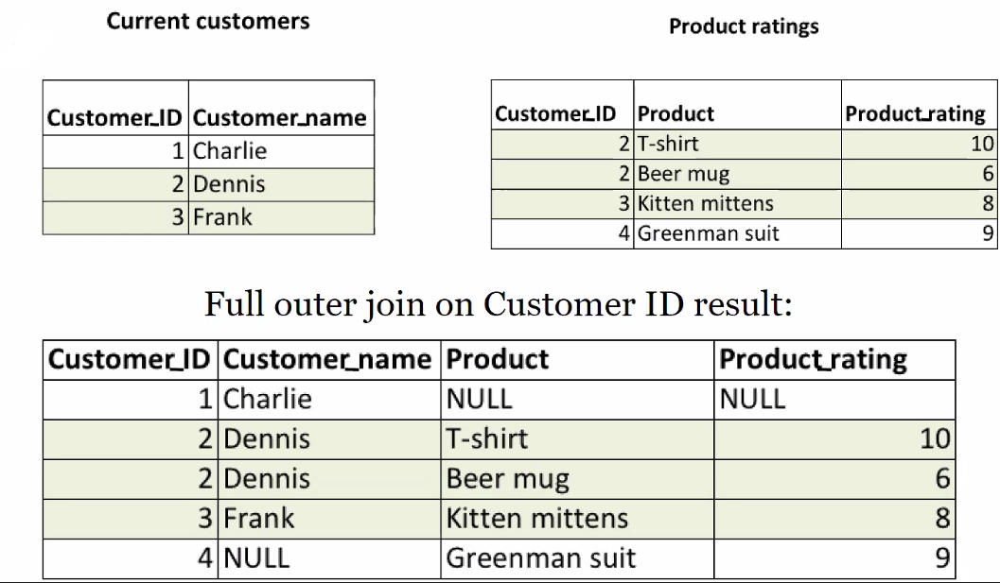 Current customers
Product ratings
Customer_ID Customer_name
1 Charlie
2 Dennis
3 Frank
Customer_ID Product Product_rating
2 T-shirt 10
2 Beer mug 6
3 Kitten mittens 8
4 Greenman suit 9
Full outer join on Customer ID result:
Customer_ID Customer_name Product Product_rating
1 Charlie NULL NULL
2 Dennis T-shirt 10
2 Dennis Beer mug 6
3 Frank Kitten mittens 8
4 NULL Greenman suit 9